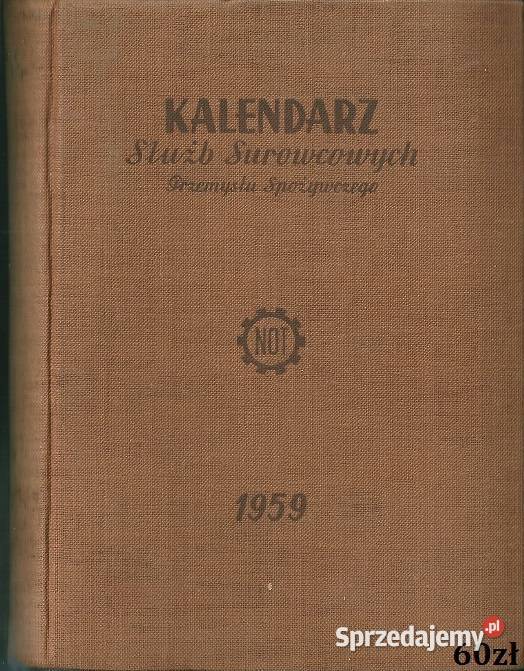 KALENDARZ
Służb Surowcowych
Przemysłu Spożywczego
NOT
1959
Sprzedajemy.pl
60zł